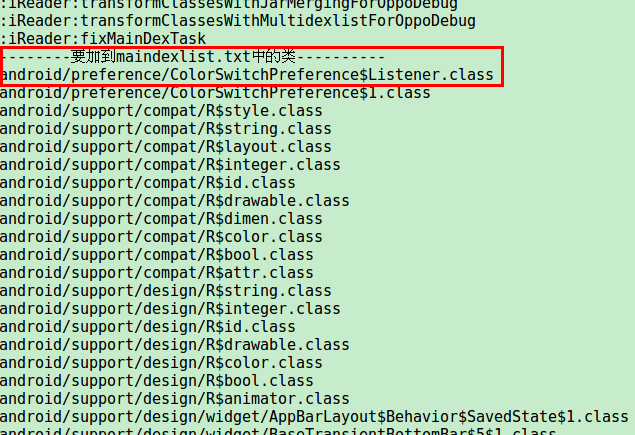 :iReader:transformClassesWithJarMergingForOppoDebug
:iReader:transformClassesWithMultidexlistForOppoDebug
:iReader:fixMainDexTask
--------要加到maindexlist.txt中的类----------
android/preference/ColorSwitchPreference$Listener.class
android/preference/ColorSwitchPreference$1.class
android/support/compat/R$style.class
android/support/compat/R$string.class
android/support/compat/R$layout.class
android/support/compat/R$integer.class
android/support/compat/R$id.class
android/support/compat/R$drawable.class
android/support/compat/R$dimen.class
android/support/compat/R$color.class
android/support/compat/R$bool.class
android/support/compat/R$attr.class
android/support/design/R$string.class
android/support/design/R$integer.class
android/support/design/R$id.class
android/support/design/R$drawable.class
android/support/design/R$color.class
android/support/design/R$bool.class
android/support/design/R$animator.class
android/support/design/widget/AppBarLayout$Behavior$SavedState$1.class
android/support/design/widget/BaseTransientBottomBar$5$1.class